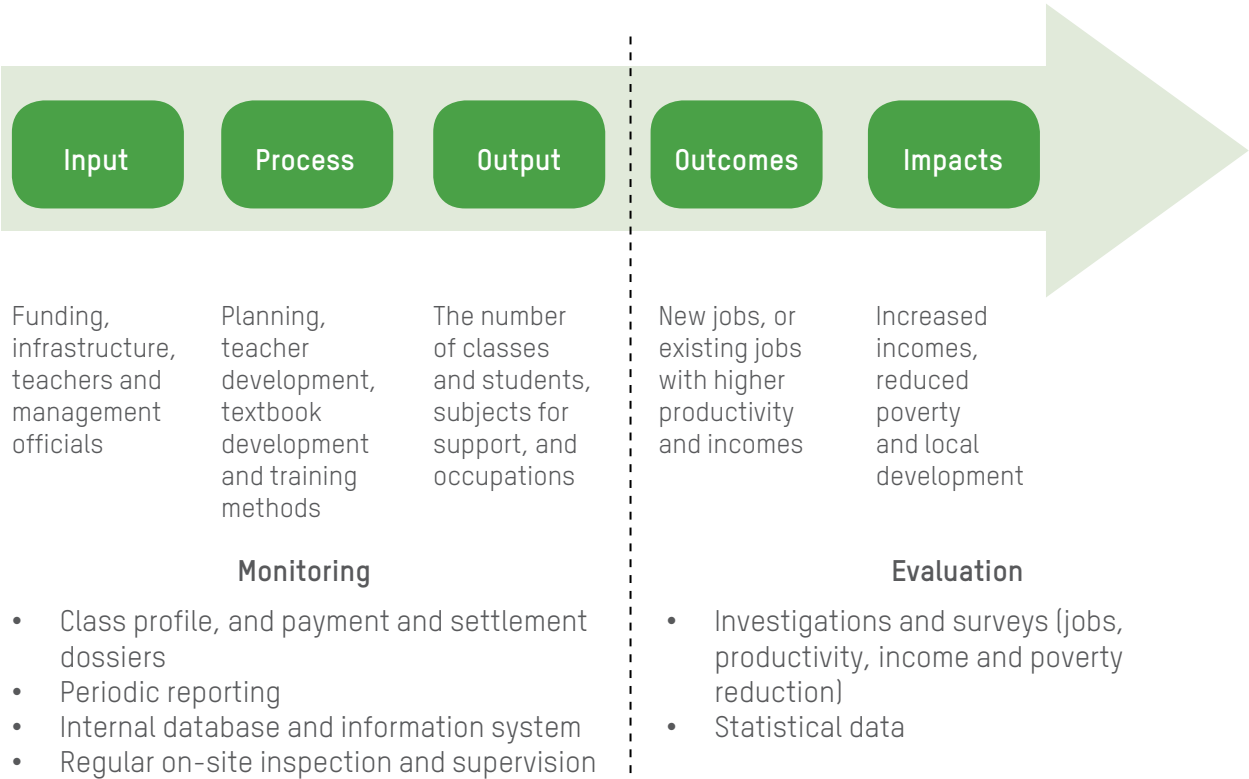 Input
Process
Output
Outcomes
Impacts
Funding,
infrastructure,
teachers and
management
officials
Planning,
teacher
development,
textbook
development
and training
methods
The number
of classes
and students,
subjects for
support, and
occupations
New jobs, or
existing jobs
with higher
productivity
and incomes
Increased
incomes,
reduced
poverty
and local
development
Monitoring
• Class profile, and payment and settlement
dossiers
• Periodic reporting
• Internal database and information system
• Regular on-site inspection and supervision
Evaluation
• Investigations and surveys (jobs,
productivity, income and poverty
reduction)
• Statistical data